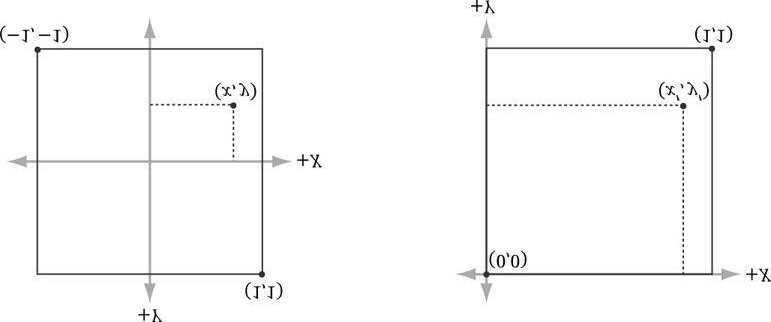 (−1,−1)
(x,y)
+X
(1,1)
+Y
+Y
(1,1)
(x′,y′)
(0,0)
+X